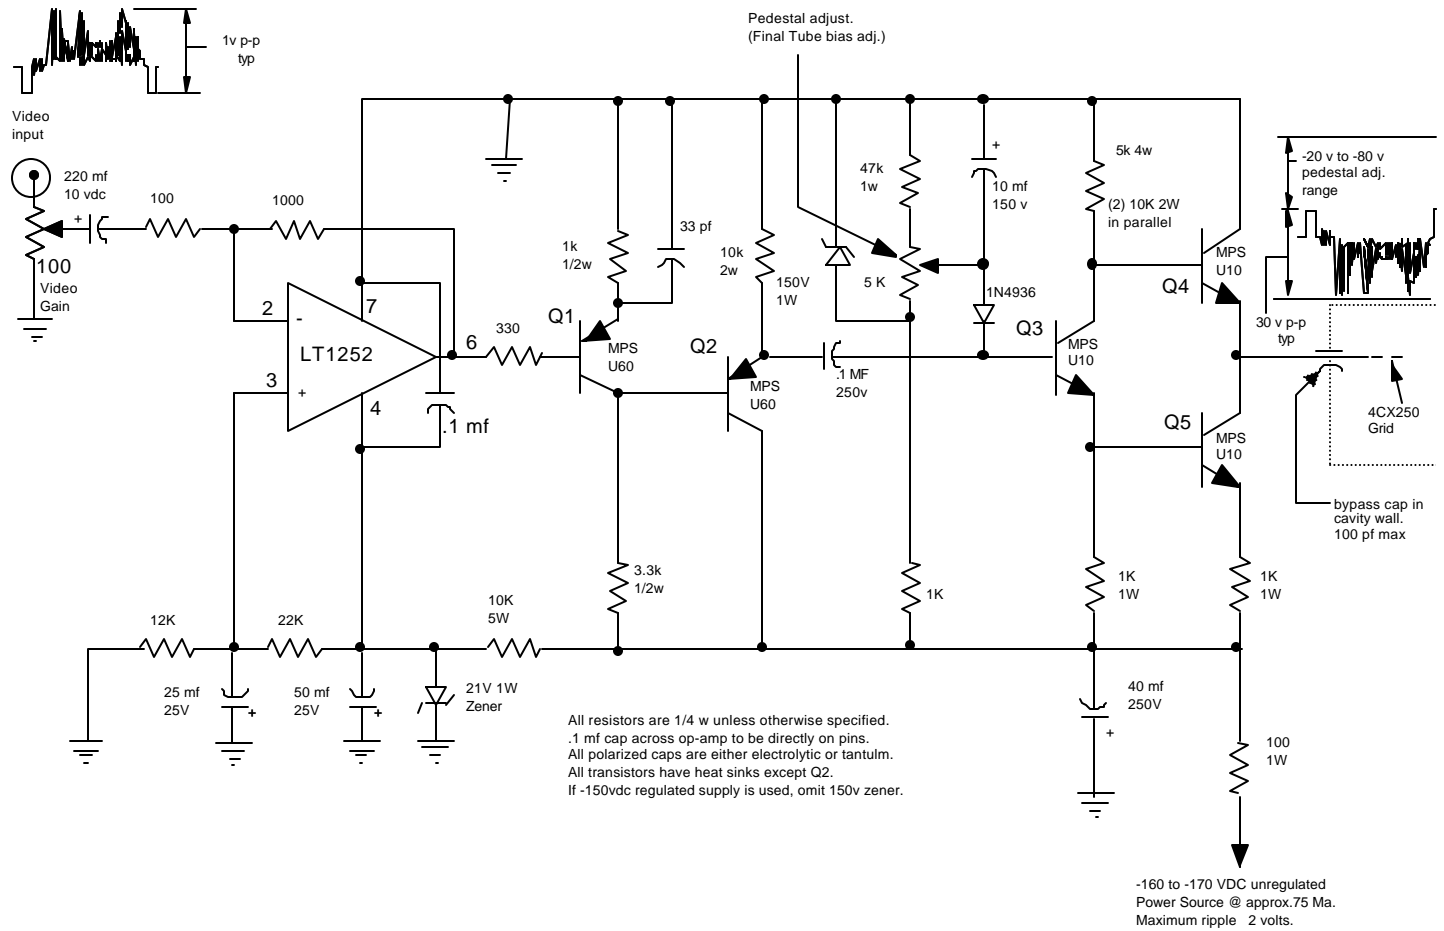 Pedestal adjust.
(Final Tube bias adj.)
1v p-p
typ
Video
input
220 mf
10 vdc
+
100
1000
100
Video
Gain
2
-
7
LT1252
6
3
+
4
.1 mf
330
1k
1/2w
33 pf
Q1
MPS
U60
10k
2w
150V
1W
Q2
MPS
U60
.1 MF
250v
47k
1w
5 K
+
10 mf
150 v
1N4936
Q3
MPS
U10
5k 4w
(2) 10K 2W
in parallel
MPS
U10
Q4
-20 v to -80 v
pedestal adj.
range
30 v p-p
typ
Q5
MPS
U10
4CX250
Grid
bypass cap in
cavity wall.
100 pf max
12K
22K
10K
5W
3.3k
1/2w
1K
1K
1W
1K
1W
25 mf
25V
+
50 mf
25V
+
21V 1W
Zener
40 mf
250V
+
100
1W
All resistors are 1/4 w unless otherwise specified.
.1 mf cap across op-amp to be directly on pins.
All polarized caps are either electrolytic or tantulm.
All transistors have heat sinks except Q2.
If -150vdc regulated supply is used, omit 150v zener.
-160 to -170 VDC unregulated
Power Source @ approx.75 Ma.
Maximum ripple 2 volts.